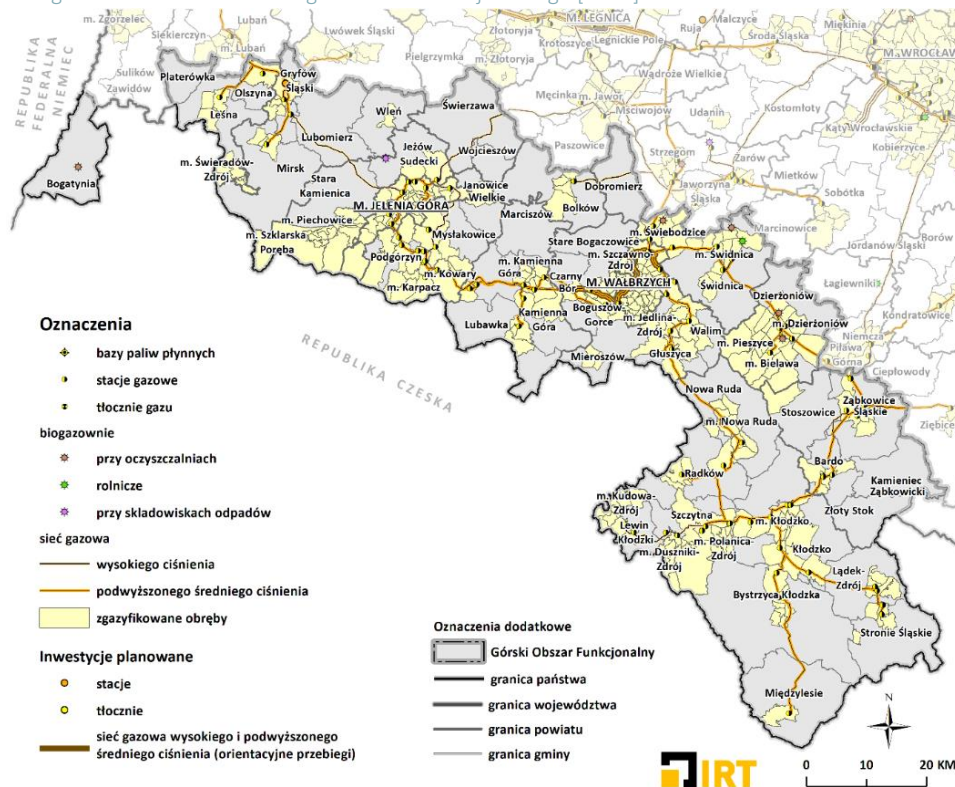 m. Zgorzelec
Siekierczyn
Lubań
m. Lubań
Lwówek Śląski
Złotoryja
Krotoszyce
m. Złotoryja
Pielgrzymka
M. LEGNICA
Legnickie Pole
Ruja
Malczyce
Środa Śląska
Miękinia
M. WROCŁAW
Wądroże Wielkie
Męcinka
m. Jawor
Mściwojów
Udanin
Kostomłoty
Kąty Wrocławskie
Kobierzyce
Paszowice
Strzegom
Żarów
Mietków
Sobótka
Jaworzyna
Śląska
Marcinowice
Jordanów Śląski
Borów
Łagiewniki
Kondratowice
Niemcza
Piława
Górna
Ciepłowody
Ziębice
REPUBLIKA
FEDERALNA
NIEMIEC
Sulików
Zawidów
Platerówka
Olszyna
Gryfów
Śląski
Leśna
Bogatynia
Lubomierz
Wleń
Świerzawa
m. Świeradów-
Zdrój
Mirsk
Stara
Kamienica
Jeżów
Sudecki
Wojcieszów
Janowice
Wielkie
M. JELENIA GÓRA
m. Piechowice
m. Szklarska
Poręba
Podgórzyn
Mysłakowice
m. Kowary
m. Karpacz
Marciszów
Bolków
Dobromierz
Stare Bogaczowice
m. Świebodzice
m. Szczawno-
Zdrój
M. WAŁBRZYCH
m. Świdnica
Świdnica
m. Kamienna
Góra
Czarny
Bór
Kamienna
Góra
Boguszów-
Gorce
Lubawka
Mieroszów
m. Jedlina-
Zdrój
Walim
Głuszyca
Dzierżoniów
m. Dzierżoniów
m. Pieszyce
m. Bielawa
Nowa Ruda
m. Nowa Ruda
Stoszowice
Ząbkowice
Śląskie
Radków
Bardo
Kamieniec
Ząbkowicki
Złoty Stok
m. Kudowa-
Zdrój
Lewin
Kłodzki
Szczytna
m. Duszniki-
Zdrój
m. Polanica-
Zdrój
m. Kłodzko
Kłodzko
Lądek-
Zdrój
Bystrzyca Kłodzka
Stronie Śląskie
Międzylesie
REPUBLIKA CZESKA
Oznaczenia
bazy paliw płynnych
stacje gazowe
tłocznie gazu
biogazownie
przy oczyszczalniach
rolnicze
przy składowiskach odpadów
sieć gazowa
wysokiego ciśnienia
podwyższonego średniego ciśnienia
zgazyfikowane obręby
Inwestycje planowane
stacje
tłocznie
sieć gazowa wysokiego i podwyższonego
średniego ciśnienia (orientacyjne przebiegi)
Oznaczenia dodatkowe
Górski Obszar Funkcjonalny
granica państwa
granica województwa
granica powiatu
granica gminy
N
IRT
0 10 20 KM